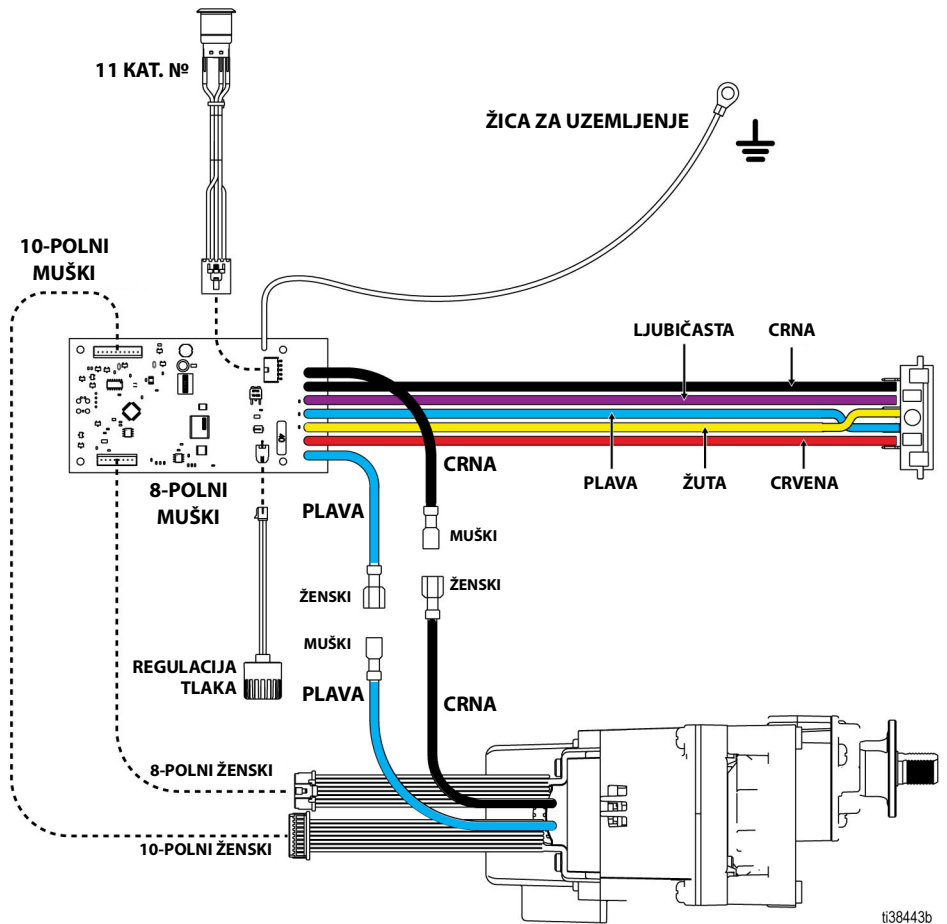 11 KAT. №
ŽICA ZA UZEMLJENJE
10-POLNI
MUŠKI
LJUBIČASTA
CRNA
CRNA
PLAVA
ŽUTA
CRVENA
8-POLNI
MUŠKI
PLAVA
MUŠKI
ŽENSKI
ŽENSKI
MUŠKI
REGULACIJA
TLAKA
PLAVA
CRNA
8-POLNI ŽENSKI
10-POLNI ŽENSKI
ti38443b